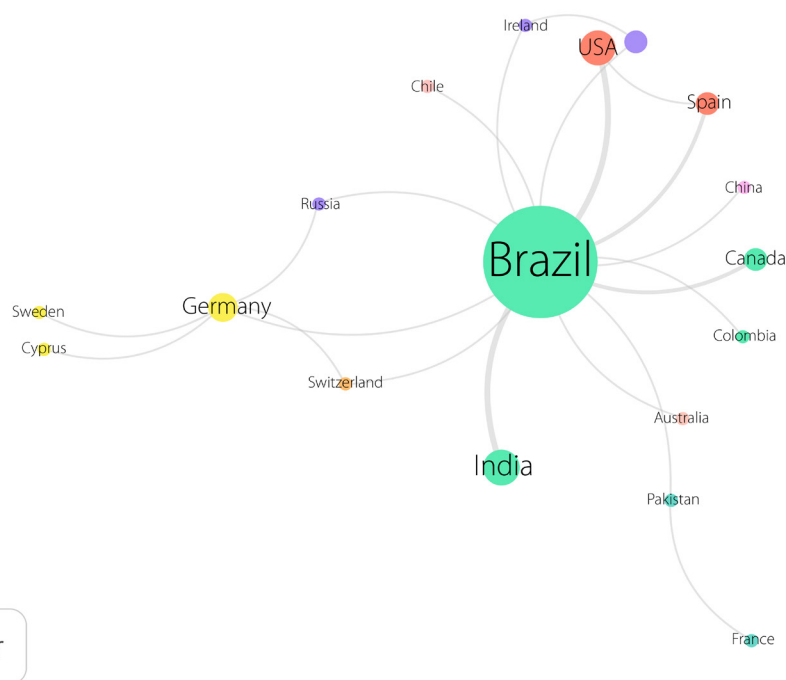 Ireland
USA
Chile
Spain
China
Russia
Brazil
Canada
Germany
Sweden
Colombia
Cyprus
Switzerland
Australia
India
Pakistan
France